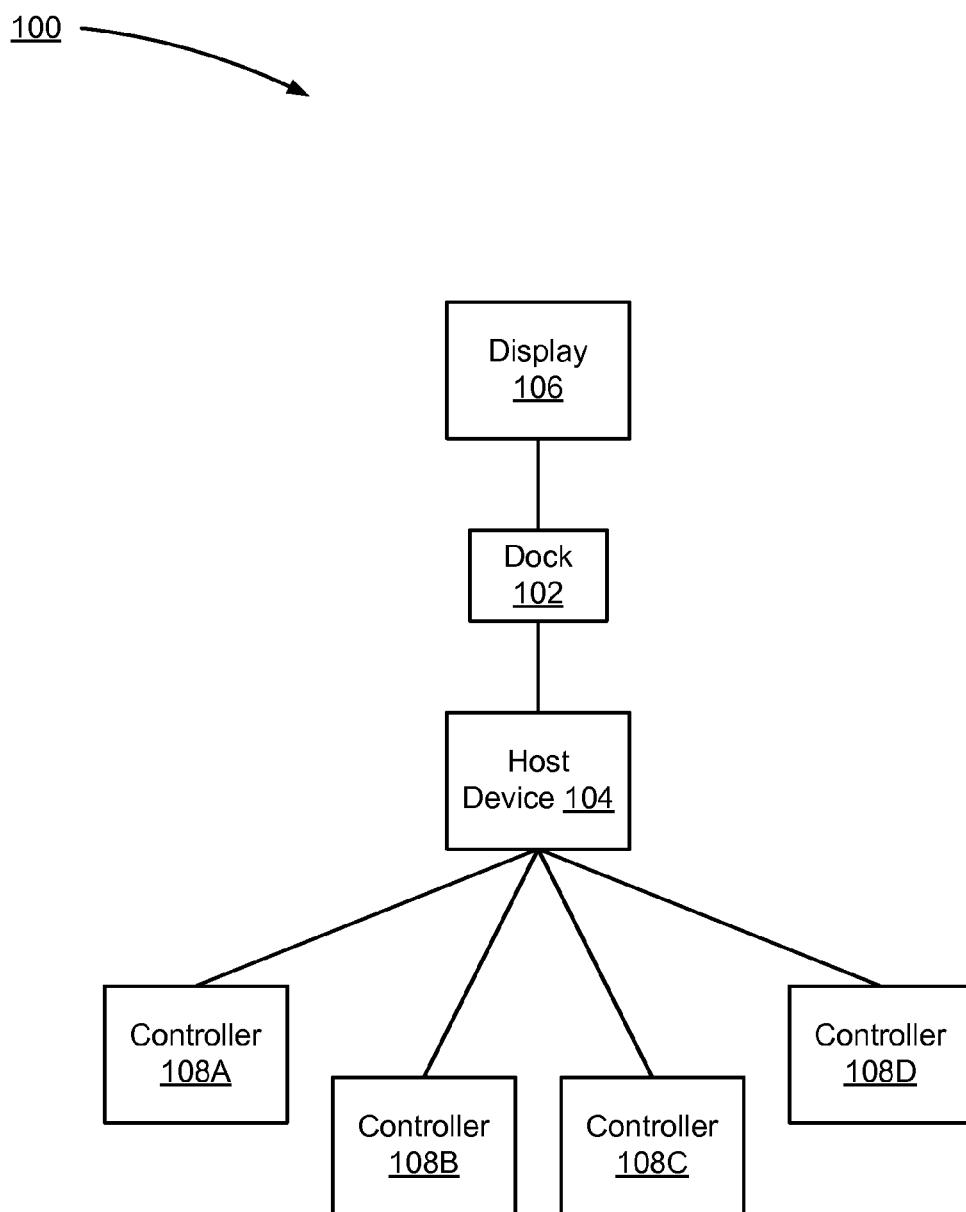 100
Display
106
Dock
102
Host
Device 104
Controller
108A
Controller
108D
Controller
108B
Controller
108C